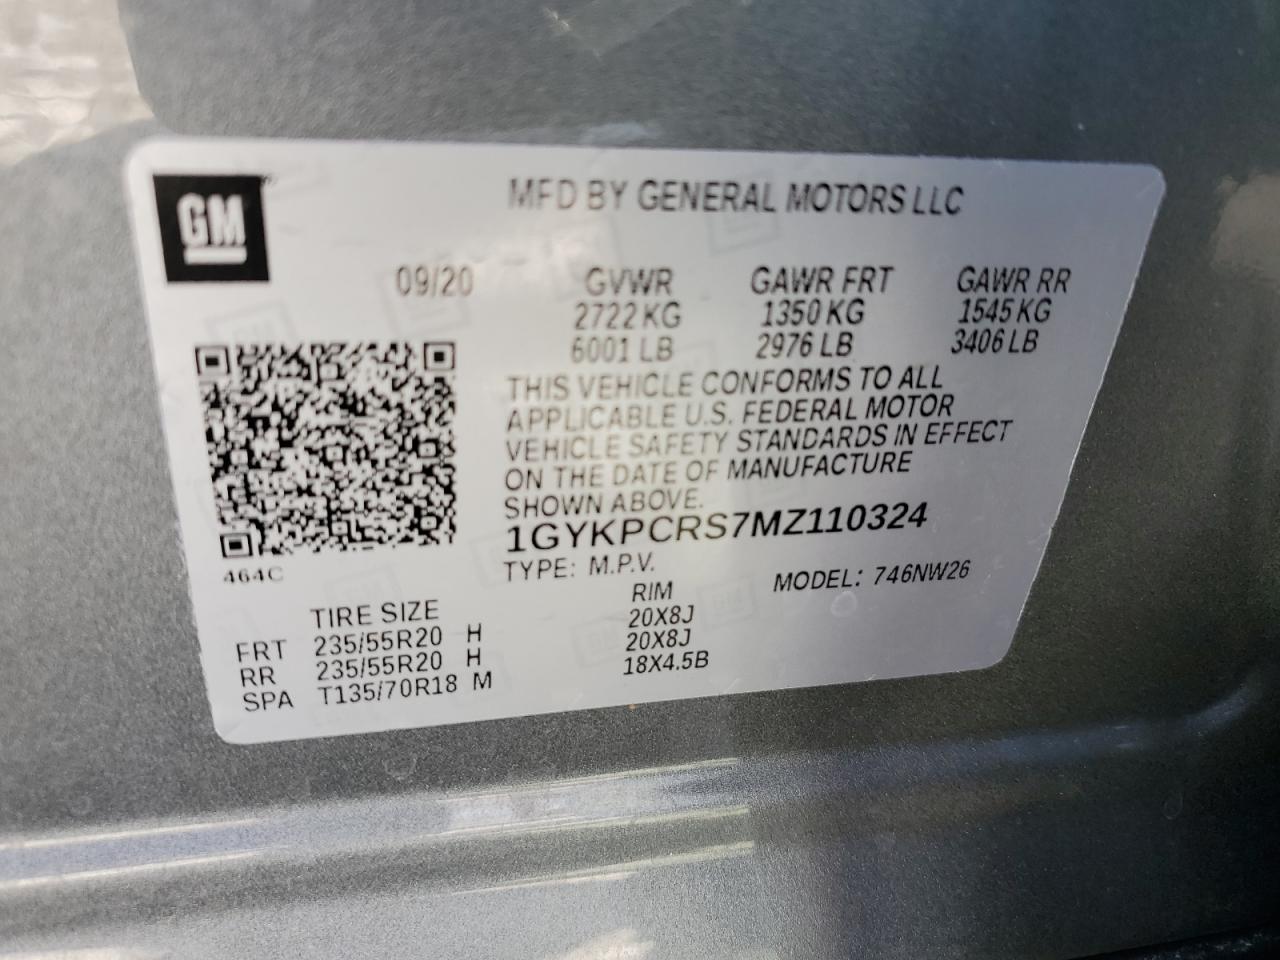 GM
MFD BY GENERAL MOTORS LLC
09/20 GVWR GAWR FRT GAWR RR
2722 KG 1350 KG 1545 KG
6001 LB 2976 LB 3406 LB
THIS VEHICLE CONFORMS TO ALL
APPLICABLE U.S. FEDERAL MOTOR
VEHICLE SAFETY STANDARDS IN EFFECT
ON THE DATE OF MANUFACTURE
SHOWN ABOVE.
1GYKPCRS7MZ110324
464C
TYPE: M.P.V. MODEL: 746NW26
TIRE SIZE RIM
FRT 235/55R20 H 20X8J
RR 235/55R20 H 20X8J
SPA T135/70R18 M 18X4.5B